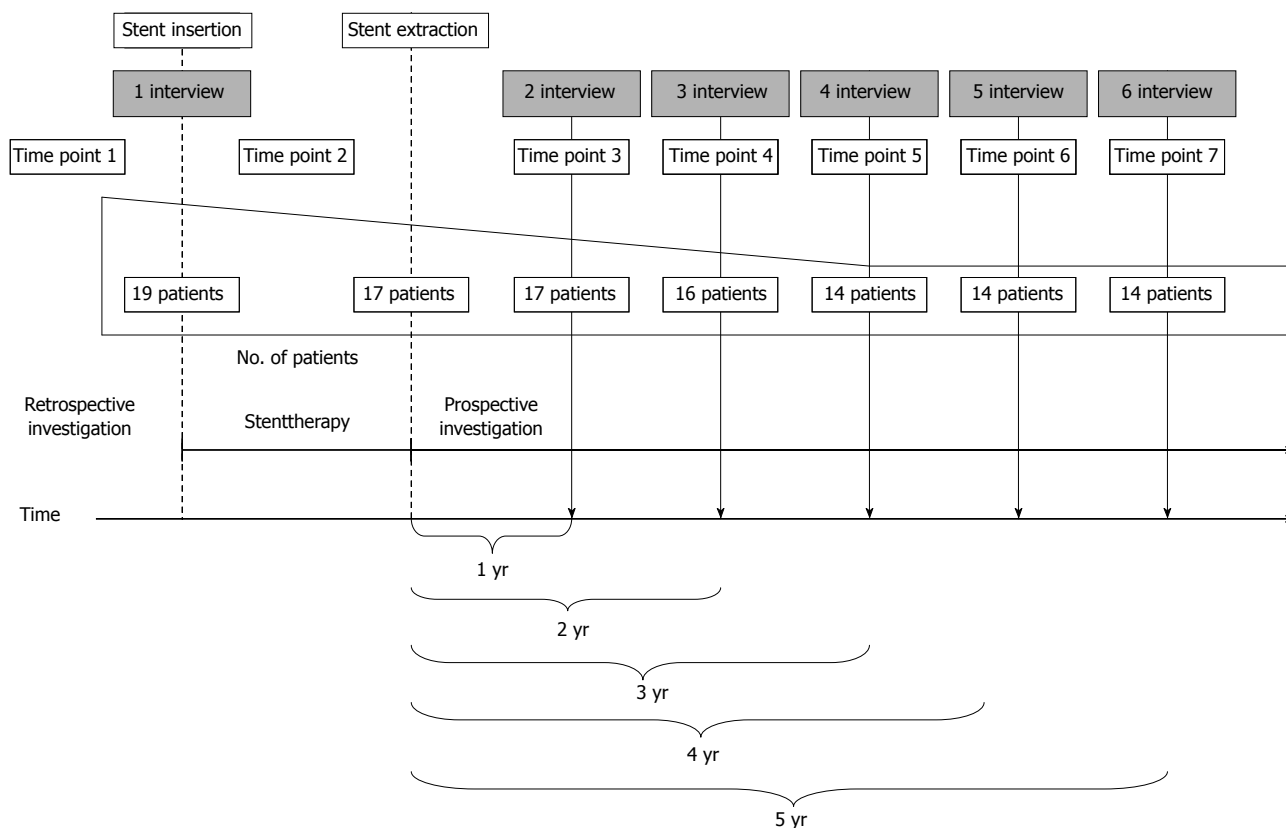 Stent insertion
Stent extraction
1 interview
2 interview
3 interview
4 interview
5 interview
6 interview
Time point 1
Time point 2
Time point 3
Time point 4
Time point 5
Time point 6
Time point 7
19 patients
17 patients
17 patients
16 patients
14 patients
14 patients
14 patients
No. of patients
Retrospective
investigation
Stenttherapy
Prospective
investigation
Time
1 yr
2 yr
3 yr
4 yr
5 yr